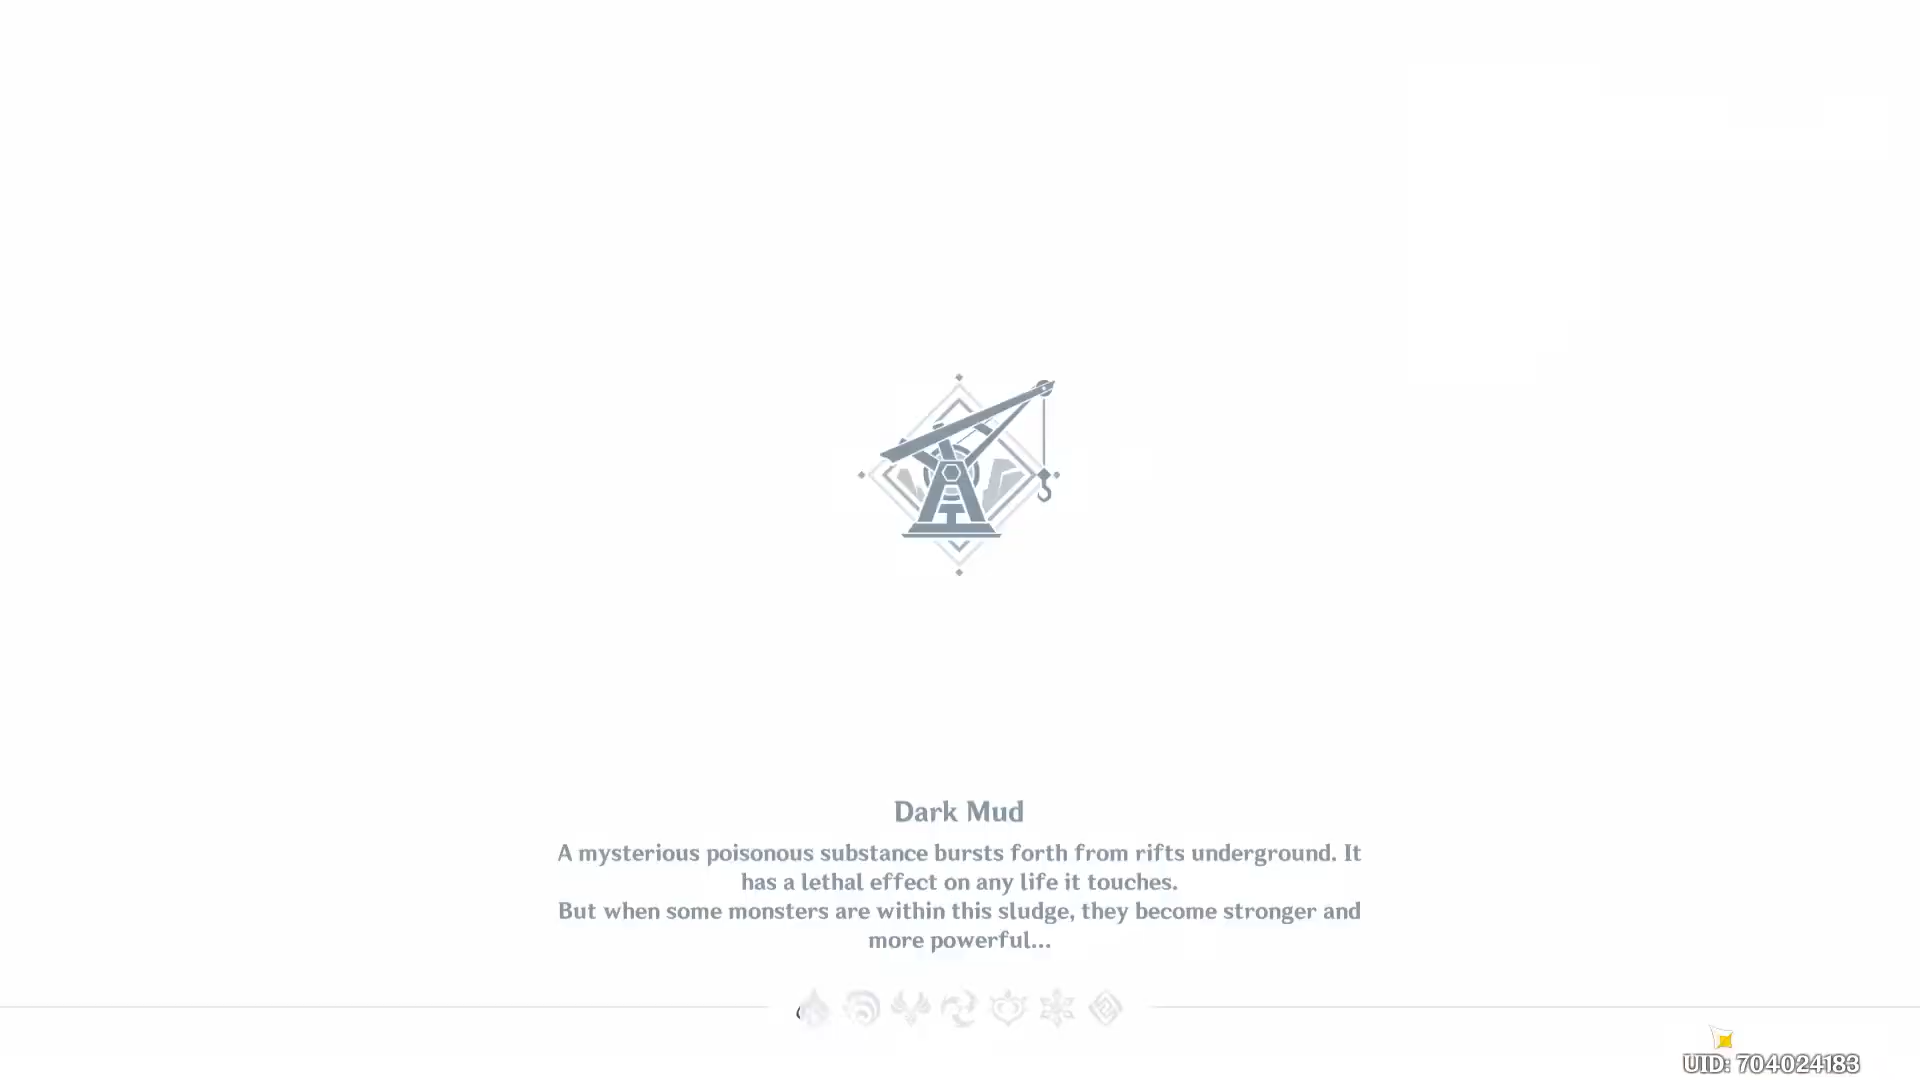 Dark Mud
A mysterious poisonous substance bursts forth from rifts underground. It
has a lethal effect on any life it touches.
But when some monsters are within this sludge, they become stronger and
more powerful...
UID: 704024183